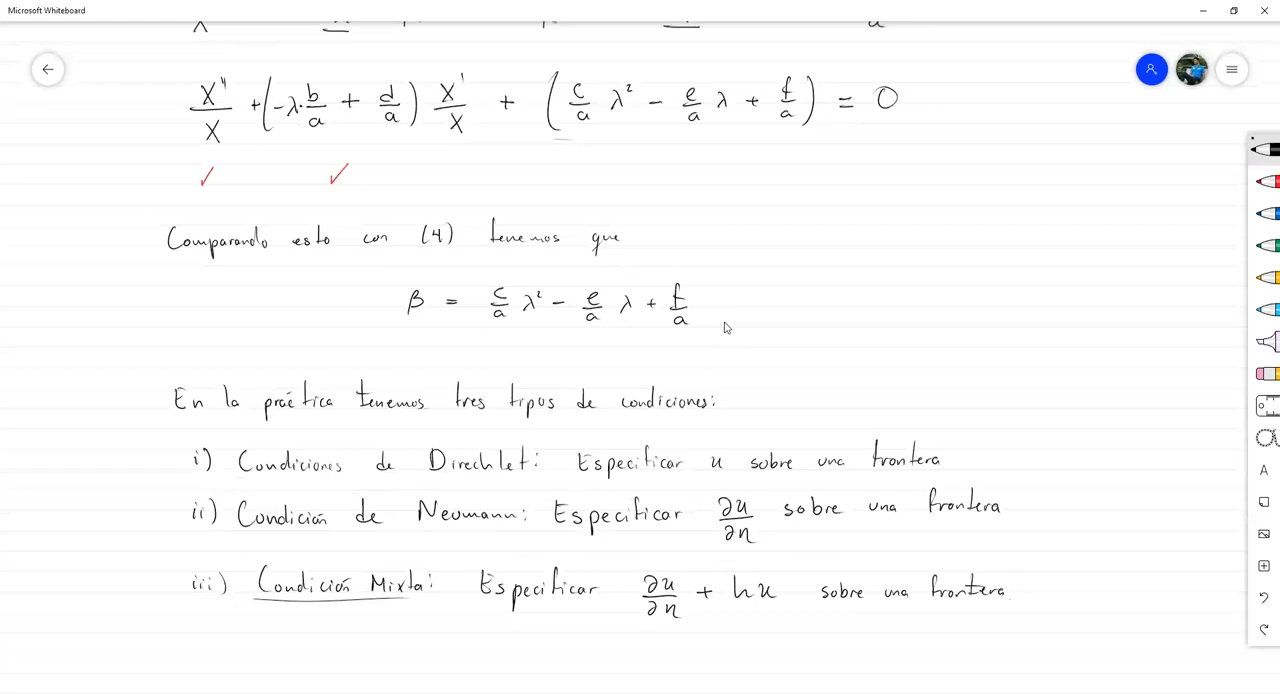 Microsoft Whiteboard
X''/X + (-λ·b/a + d/a) X'/X + (c/a λ² - e/a λ + f/a) = 0
Comparando esto con (4) tenemos que
β = c/a λ² - e/a λ + f/a
En la práctica tenemos tres tipos de condiciones:
i) Condiciones de Direchlet: Especificar u sobre una frontera
ii) Condición de Neumann: Especificar ∂u/∂n sobre una frontera
iii) Condición Mixta: Especificar ∂u/∂n + hu sobre una frontera.
A